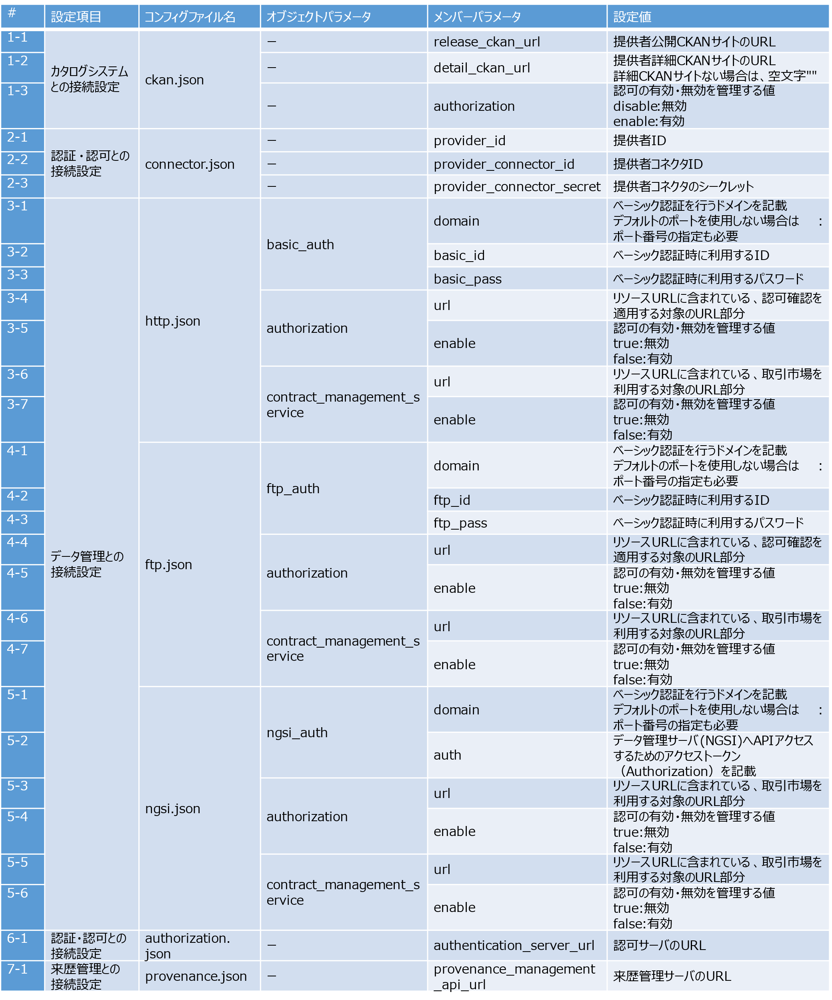 # 設定項目 コンフィグファイル名 オブジェクトパラメータ メンバーパラメータ 設定値
1-1
カタログシステム
との接続設定
ckan.json
－
release_ckan_url
提供者公開CKANサイトのURL
1-2
－
detail_ckan_url
提供者詳細CKANサイトのURL
詳細CKANサイトない場合は、空文字""
1-3
－
authorization
認可の有効・無効を管理する値
disable:無効
enable:有効
2-1
認証・認可との
接続設定
connector.json
－
provider_id
提供者ID
2-2
－
provider_connector_id
提供者コネクタID
2-3
－
provider_connector_secret
提供者コネクタのシークレット
3-1
データ管理との
接続設定
http.json
basic_auth
domain
ベーシック認証を行うドメインを記載
デフォルトのポートを使用しない場合は :
ポート番号の指定も必要
3-2
basic_id
ベーシック認証時に利用するID
3-3
basic_pass
ベーシック認証時に利用するパスワード
3-4
authorization
url
リソースURLに含まれている、認可確認を
適用する対象のURL部分
3-5
enable
認可の有効・無効を管理する値
true:無効
false:有効
3-6
contract_management_s
ervice
url
リソースURLに含まれている、取引市場を
利用する対象のURL部分
3-7
enable
認可の有効・無効を管理する値
true:無効
false:有効
4-1
ftp.json
ftp_auth
domain
ベーシック認証を行うドメインを記載
デフォルトのポートを使用しない場合は :
ポート番号の指定も必要
4-2
ftp_id
ベーシック認証時に利用するID
4-3
ftp_pass
ベーシック認証時に利用するパスワード
4-4
authorization
url
リソースURLに含まれている、認可確認を
適用する対象のURL部分
4-5
enable
認可の有効・無効を管理する値
true:無効
false:有効
4-6
contract_management_s
ervice
url
リソースURLに含まれている、取引市場を
利用する対象のURL部分
4-7
enable
認可の有効・無効を管理する値
true:無効
false:有効
5-1
ngsi.json
ngsi_auth
domain
ベーシック認証を行うドメインを記載
デフォルトのポートを使用しない場合は :
ポート番号の指定も必要
5-2
auth
データ管理サーバ(NGSI)へAPIアクセス
するためのアクセストークン
（Authorization）を記載
5-3
authorization
url
リソースURLに含まれている、取引市場を
利用する対象のURL部分
5-4
enable
認可の有効・無効を管理する値
true:無効
false:有効
5-5
contract_management_s
ervice
url
リソースURLに含まれている、取引市場を
利用する対象のURL部分
5-6
enable
認可の有効・無効を管理する値
true:無効
false:有効
6-1
認証・認可との
接続設定
authorization.
json
－
authentication_server_url
認可サーバのURL
7-1
来歴管理との
接続設定
provenance.json
－
provenance_management
_api_url
来歴管理サーバのURL